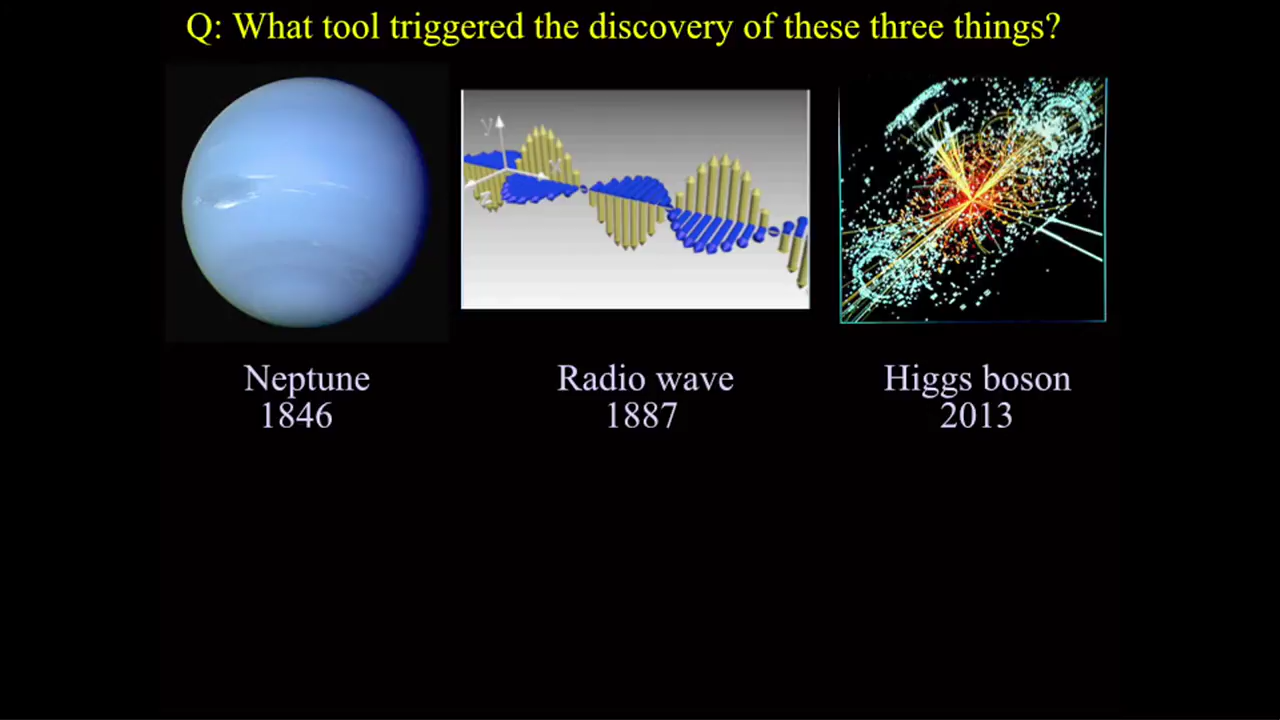 Q: What tool triggered the discovery of these three things?
y
x
z
Neptune
1846
Radio wave
1887
Higgs boson
2013